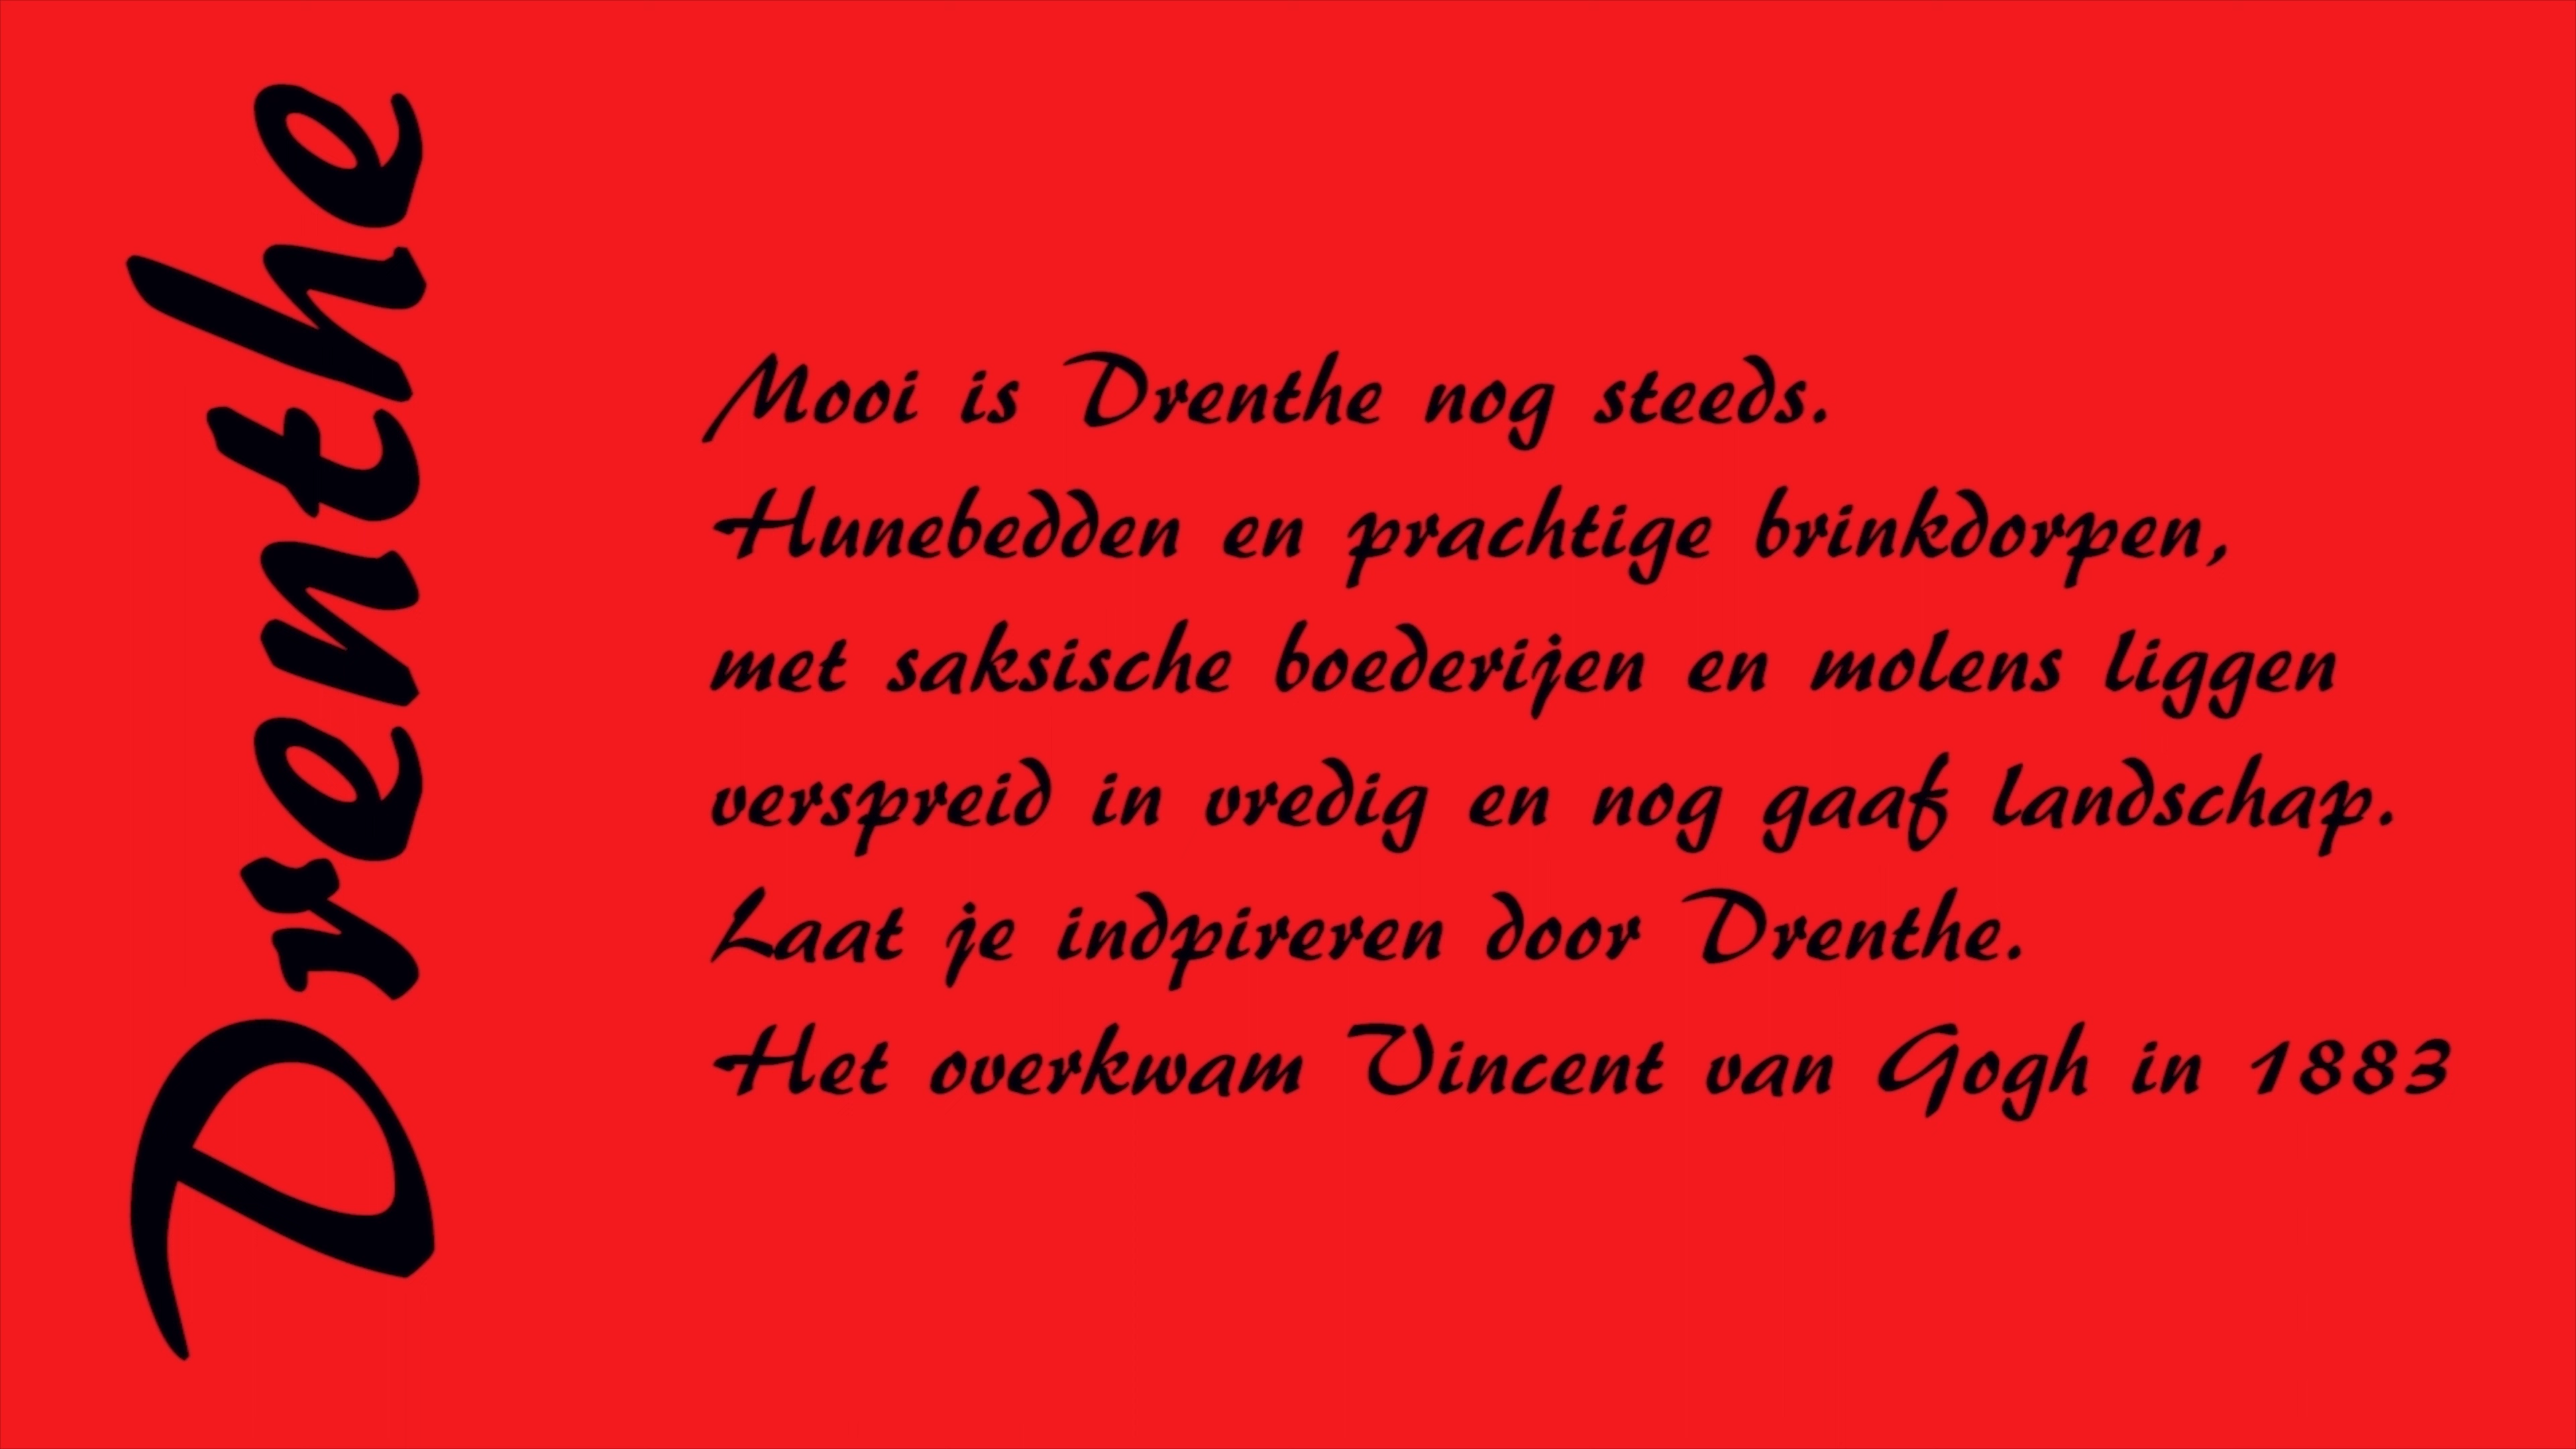 Drenthe
Mooi is Drenthe nog steeds.
Hunebedden en prachtige brinkdorpen,
met saksische boederijen en molens liggen
verspreid in vredig en nog gaaf landschap.
Laat je indpireren door Drenthe.
Het overkwam Vincent van Gogh in 1883